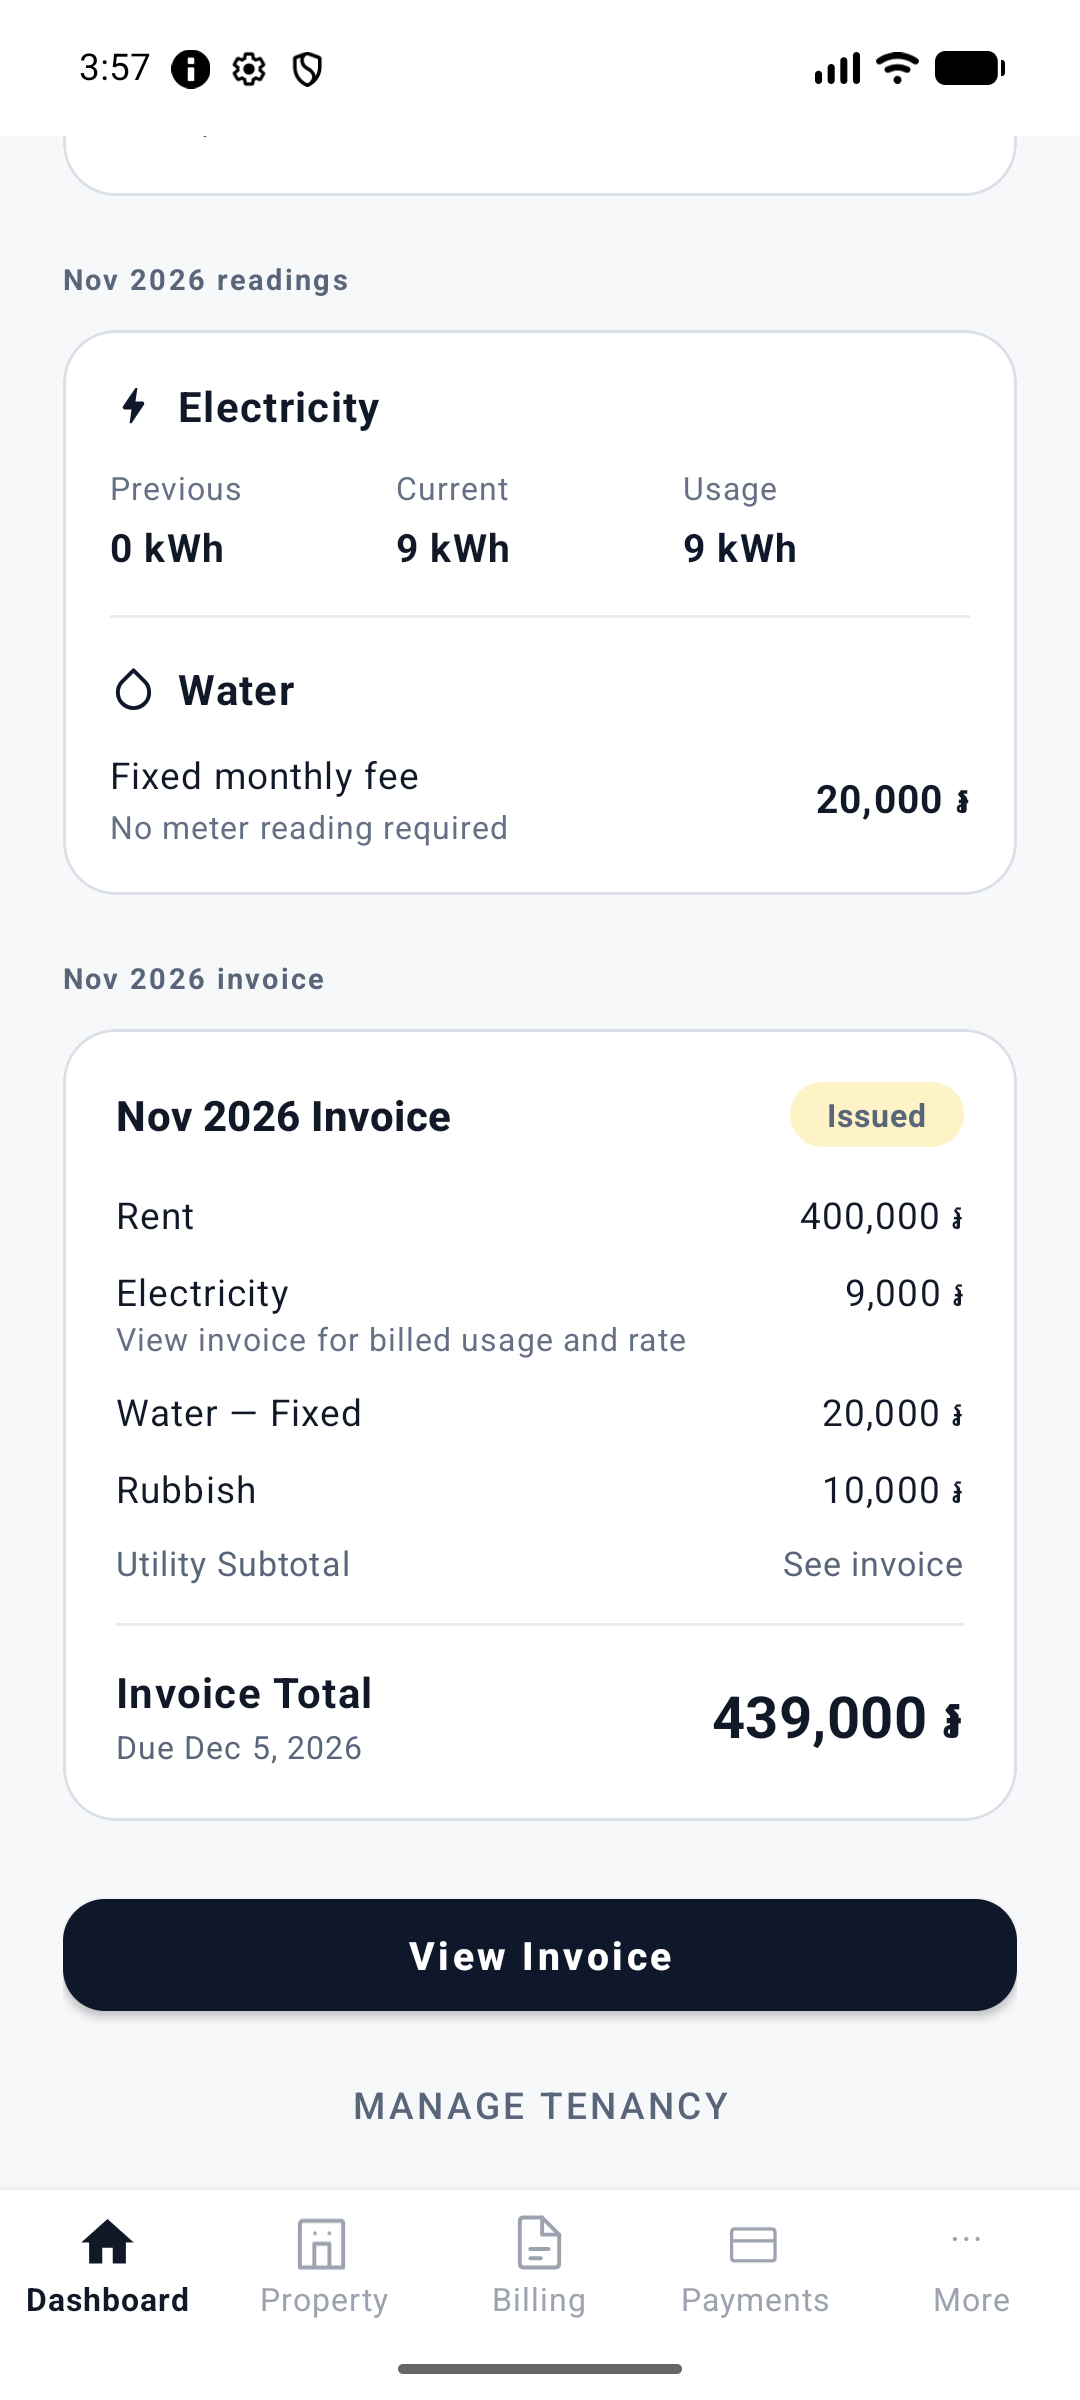 3:57
Nov 2026 readings
Electricity
Previous Current Usage
0 kWh 9 kWh 9 kWh
Water
Fixed monthly fee
20,000 ៛
No meter reading required
Nov 2026 invoice
Nov 2026 Invoice Issued
Rent 400,000 ៛
Electricity 9,000 ៛
View invoice for billed usage and rate
Water — Fixed 20,000 ៛
Rubbish 10,000 ៛
Utility Subtotal See invoice
Invoice Total 439,000 ៛
Due Dec 5, 2026
View Invoice
MANAGE TENANCY
Dashboard Property Billing Payments More